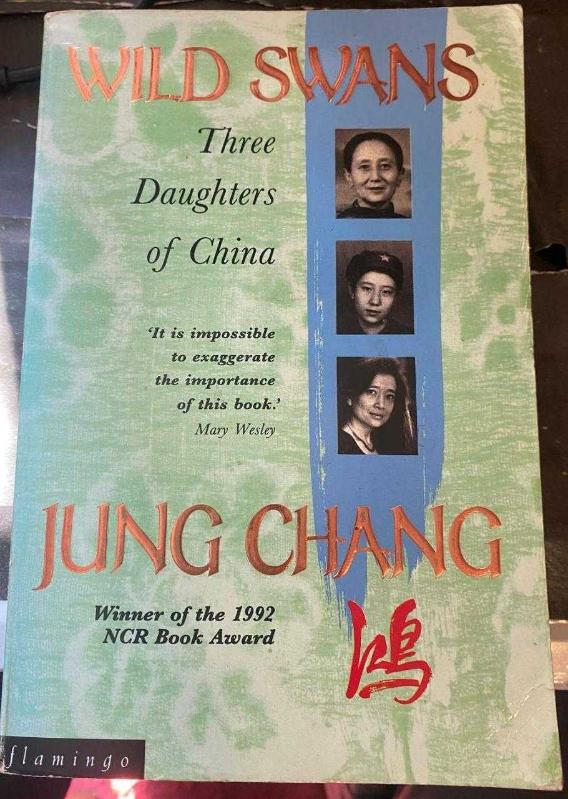 WILD SWANS
Three
Daughters
of China
‘It is impossible
to exaggerate
the importance
of this book.’
Mary Wesley
JUNG CHANG
Winner of the 1992
NCR Book Award
鴻
flamingo